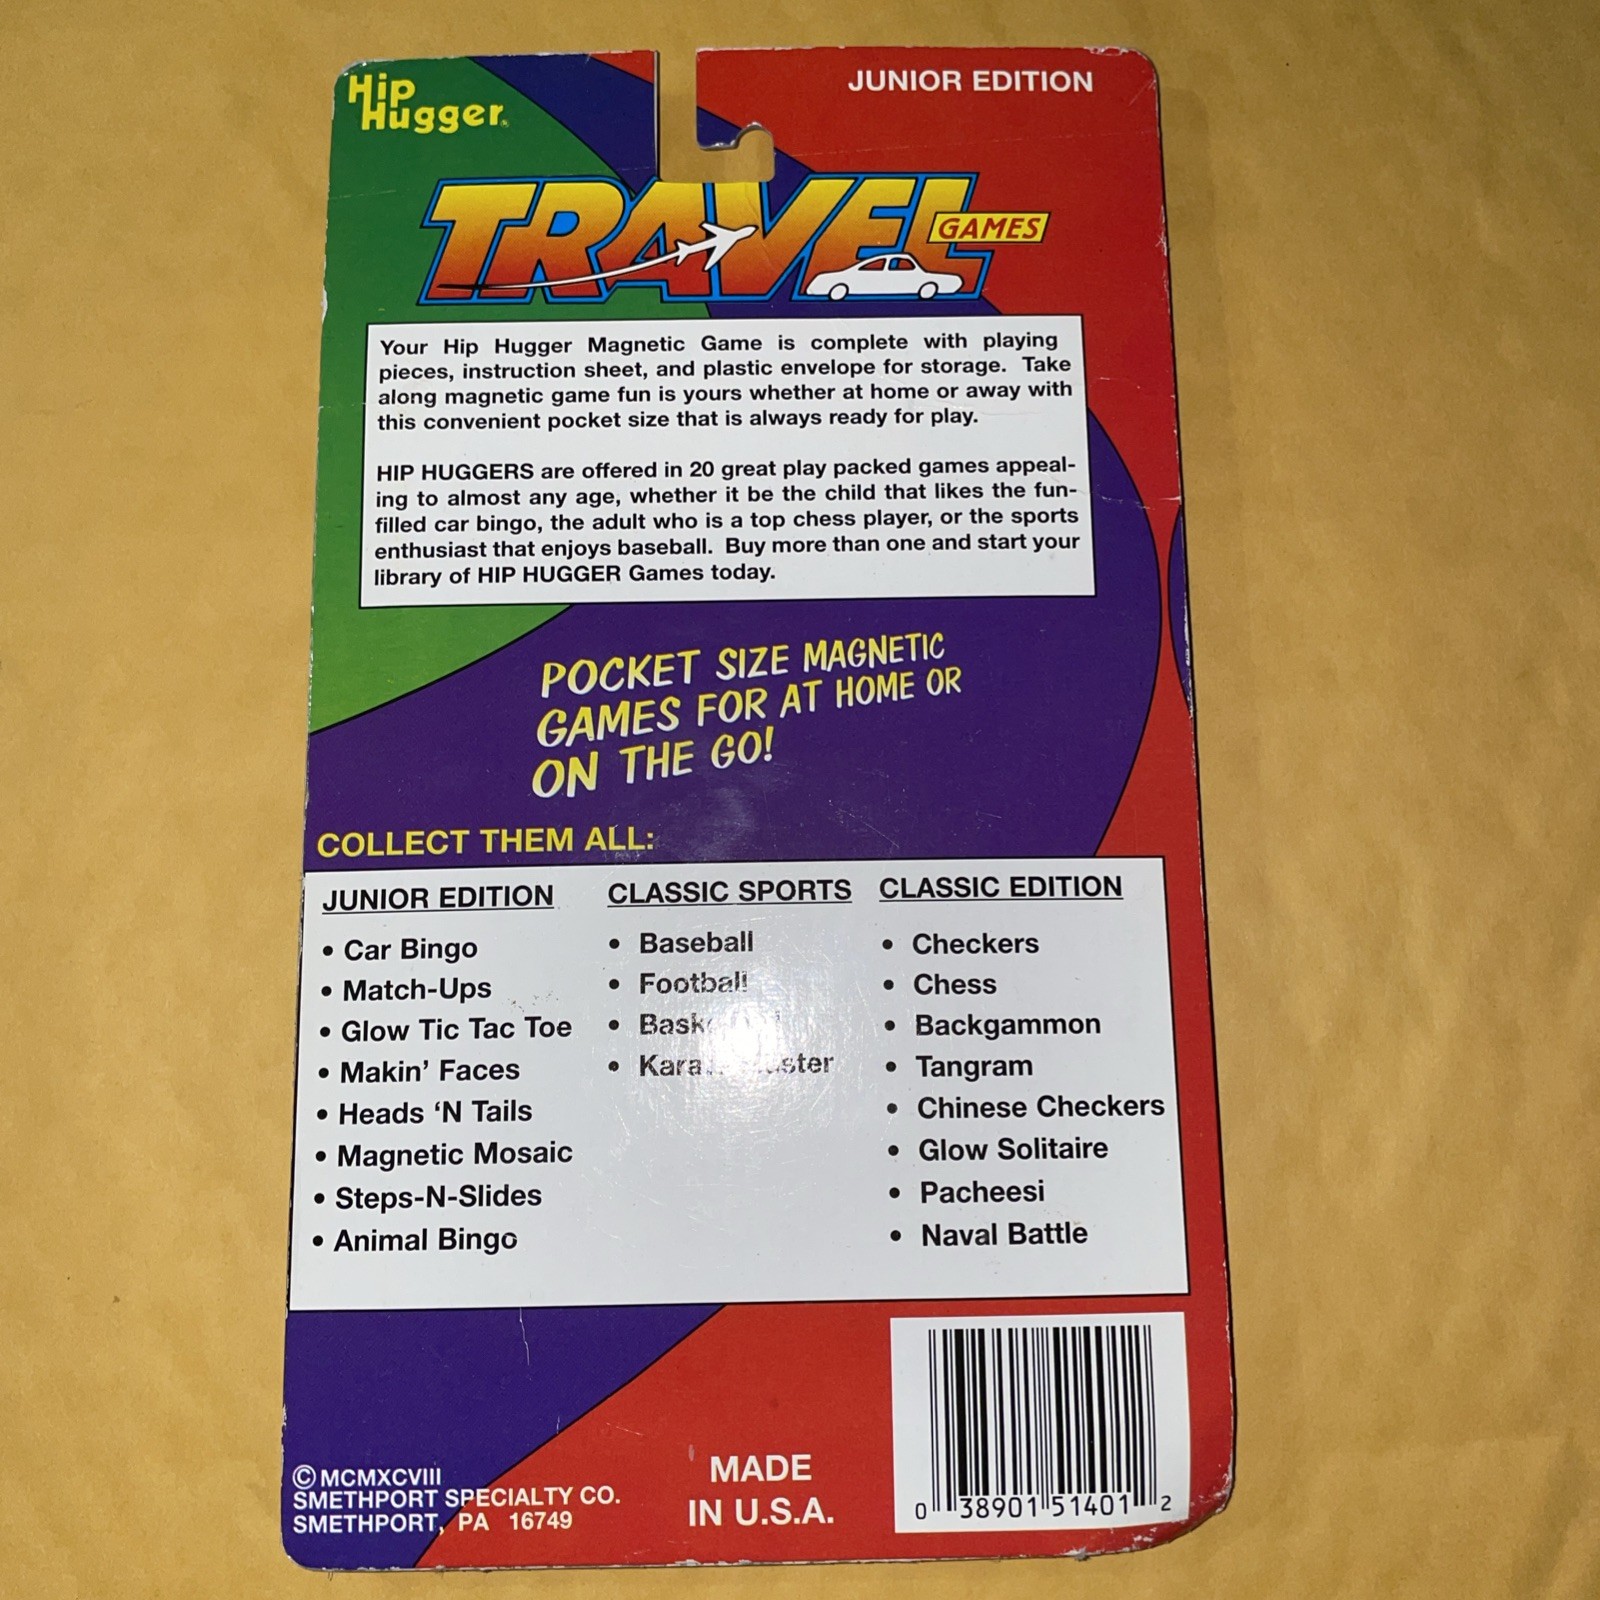 Hip
Hugger®
JUNIOR EDITION
TRAVEL
GAMES
Your Hip Hugger Magnetic Game is complete with playing
pieces, instruction sheet, and plastic envelope for storage. Take
along magnetic game fun is yours whether at home or away with
this convenient pocket size that is always ready for play.
HIP HUGGERS are offered in 20 great play packed games appeal-
ing to almost any age, whether it be the child that likes the fun-
filled car bingo, the adult who is a top chess player, or the sports
enthusiast that enjoys baseball. Buy more than one and start your
library of HIP HUGGER Games today.
POCKET SIZE MAGNETIC
GAMES FOR AT HOME OR
ON THE GO!
COLLECT THEM ALL:
JUNIOR EDITION
• Car Bingo
• Match-Ups
• Glow Tic Tac Toe
• Makin’ Faces
• Heads ‘N Tails
• Magnetic Mosaic
• Steps-N-Slides
• Animal Bingo
CLASSIC SPORTS
• Baseball
• Football
CLASSIC EDITION
• Checkers
• Chess
• Backgammon
• Tangram
• Chinese Checkers
• Glow Solitaire
• Pacheesi
• Naval Battle
© MCMXCVIII
SMETHPORT SPECIALTY CO.
SMETHPORT, PA 16749
MADE
IN U.S.A.
0 38901 51401 2